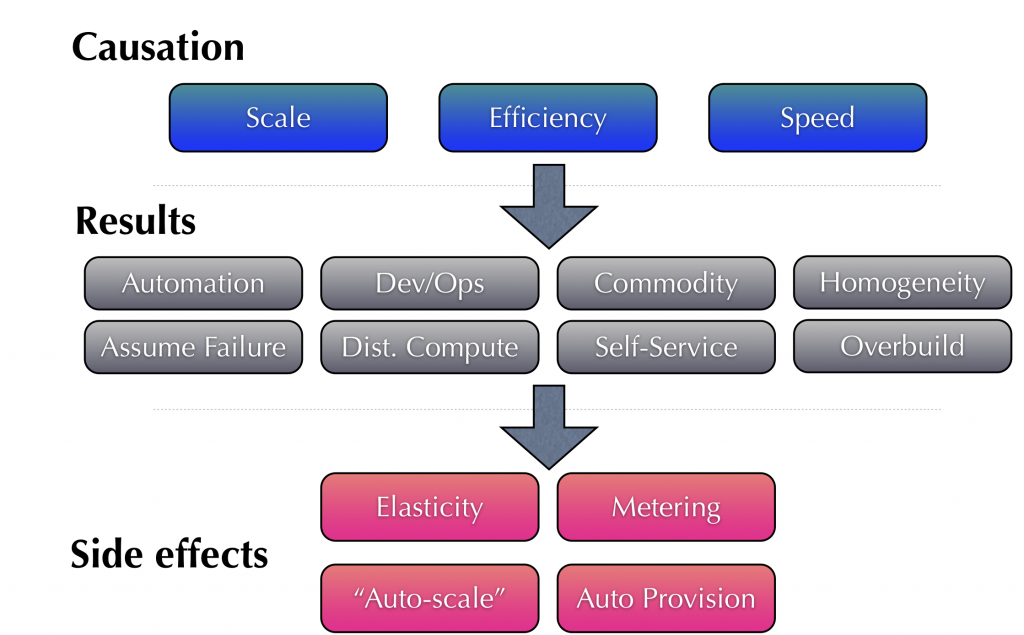 Causation
Scale
Efficiency
Speed
Results
Automation
Dev/Ops
Commodity
Homogeneity
Assume Failure
Dist. Compute
Self-Service
Overbuild
Elasticity
Metering
Side effects
“Auto-scale”
Auto Provision